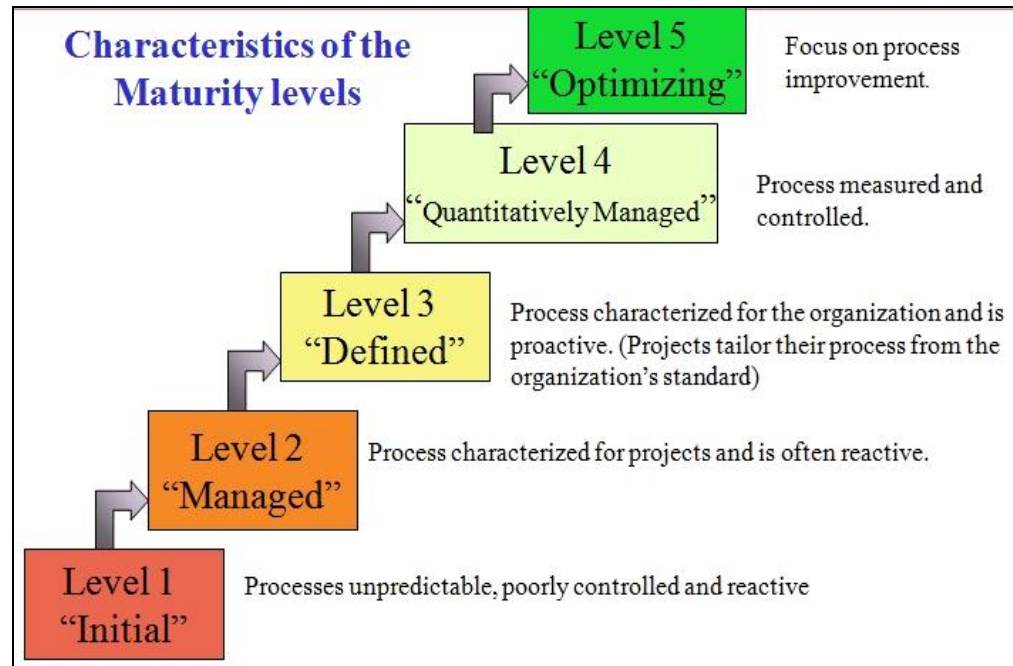 Characteristics of the
Maturity levels
Level 5
“Optimizing”
Focus on process
improvement.
Level 4
“Quantitatively Managed”
Process measured and
controlled.
Level 3
“Defined”
Process characterized for the organization and is
proactive. (Projects tailor their process from the
organization’s standard)
Level 2
“Managed”
Process characterized for projects and is often reactive.
Level 1
“Initial”
Processes unpredictable, poorly controlled and reactive